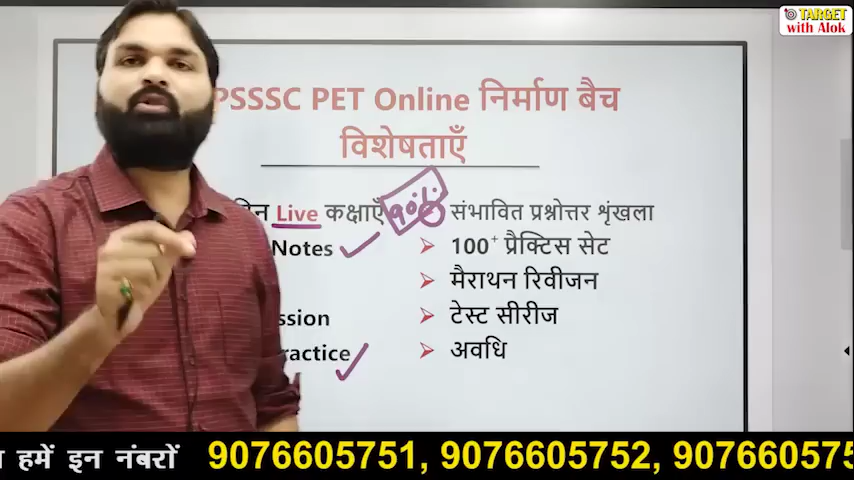 TARGET
with Alok
PSSSC PET Online निर्माण बैच
विशेषताएँ
Live कक्षाएँ
90%
संभावित प्रश्नोत्तर शृंखला
Notes
100+ प्रैक्टिस सेट
मैराथन रिवीजन
ssion
टेस्ट सीरीज
ractice
अवधि
हमें इन नंबरों 9076605751, 9076605752, 907660575